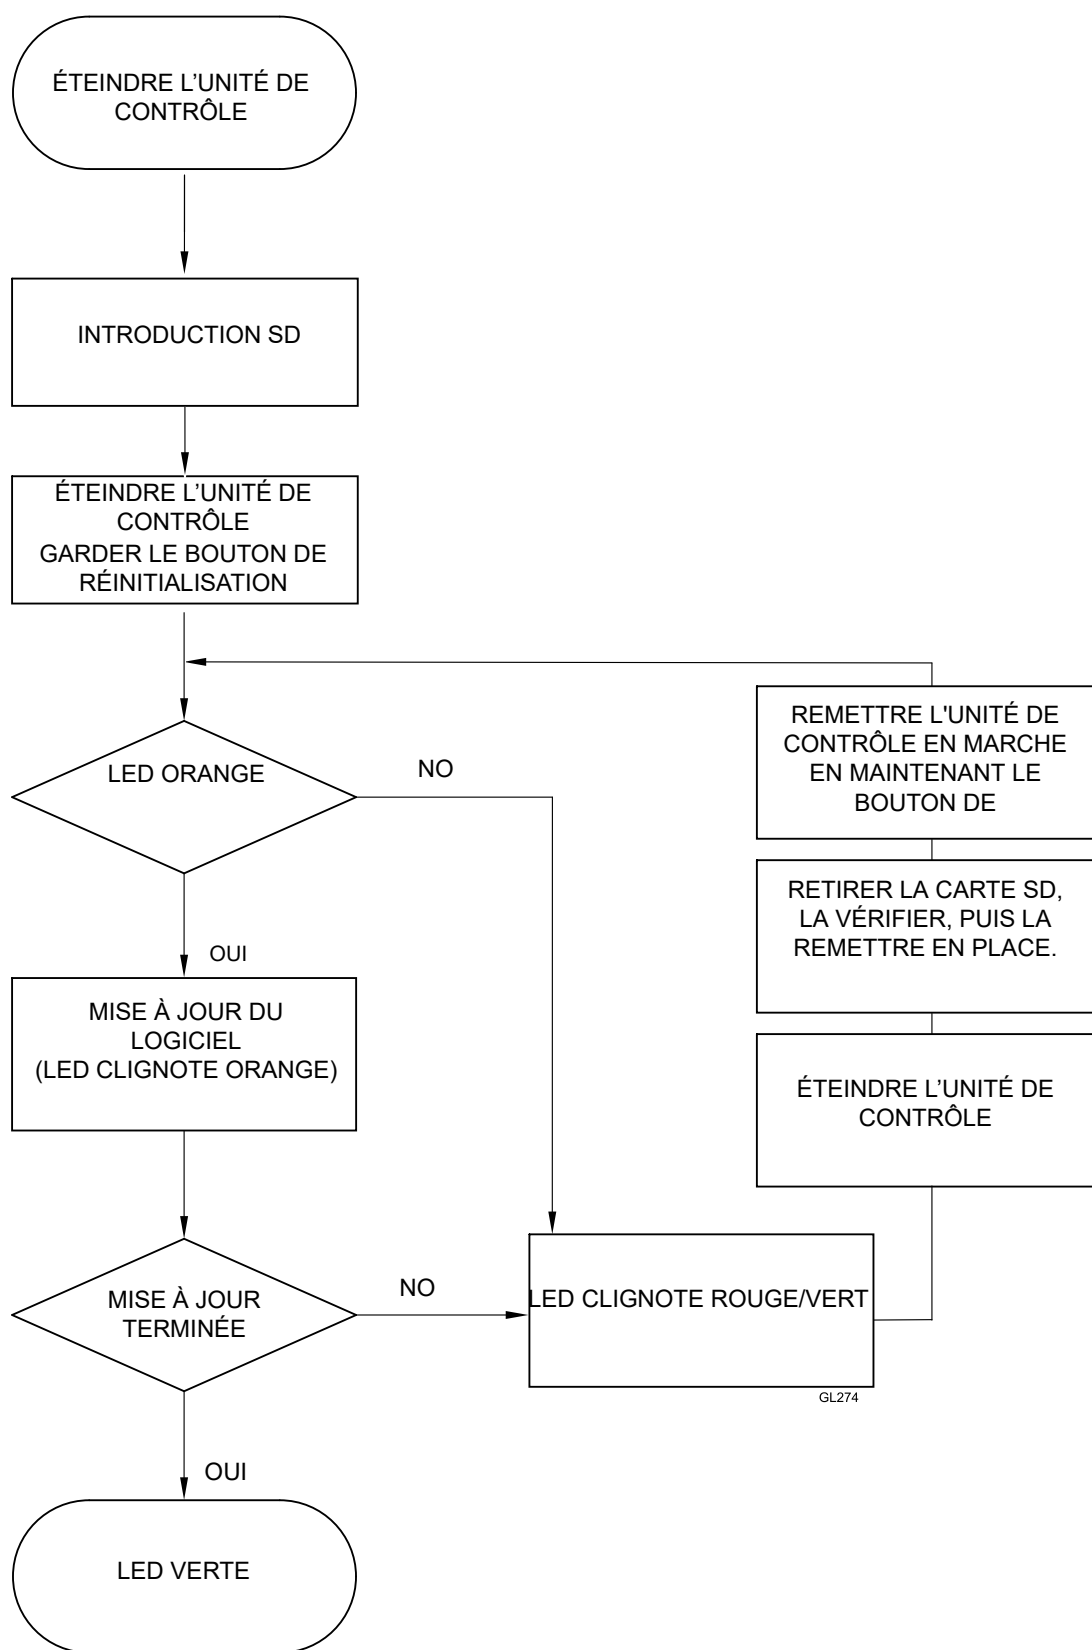 ÉTEINDRE L'UNITÉ DE
CONTRÔLE
INTRODUCTION SD
ÉTEINDRE L'UNITÉ DE
CONTRÔLE
GARDER LE BOUTON DE
RÉINITIALISATION
LED ORANGE
NO
OUI
MISE À JOUR DU
LOGICIEL
(LED CLIGNOTE ORANGE)
MISE À JOUR
TERMINÉE
NO
OUI
LED VERTE
LED CLIGNOTE ROUGE/VERT
GL274
REMETTRE L'UNITÉ DE
CONTRÔLE EN MARCHE
EN MAINTENANT LE
BOUTON DE
RETIRER LA CARTE SD,
LA VÉRIFIER, PUIS LA
REMETTRE EN PLACE.
ÉTEINDRE L'UNITÉ DE
CONTRÔLE